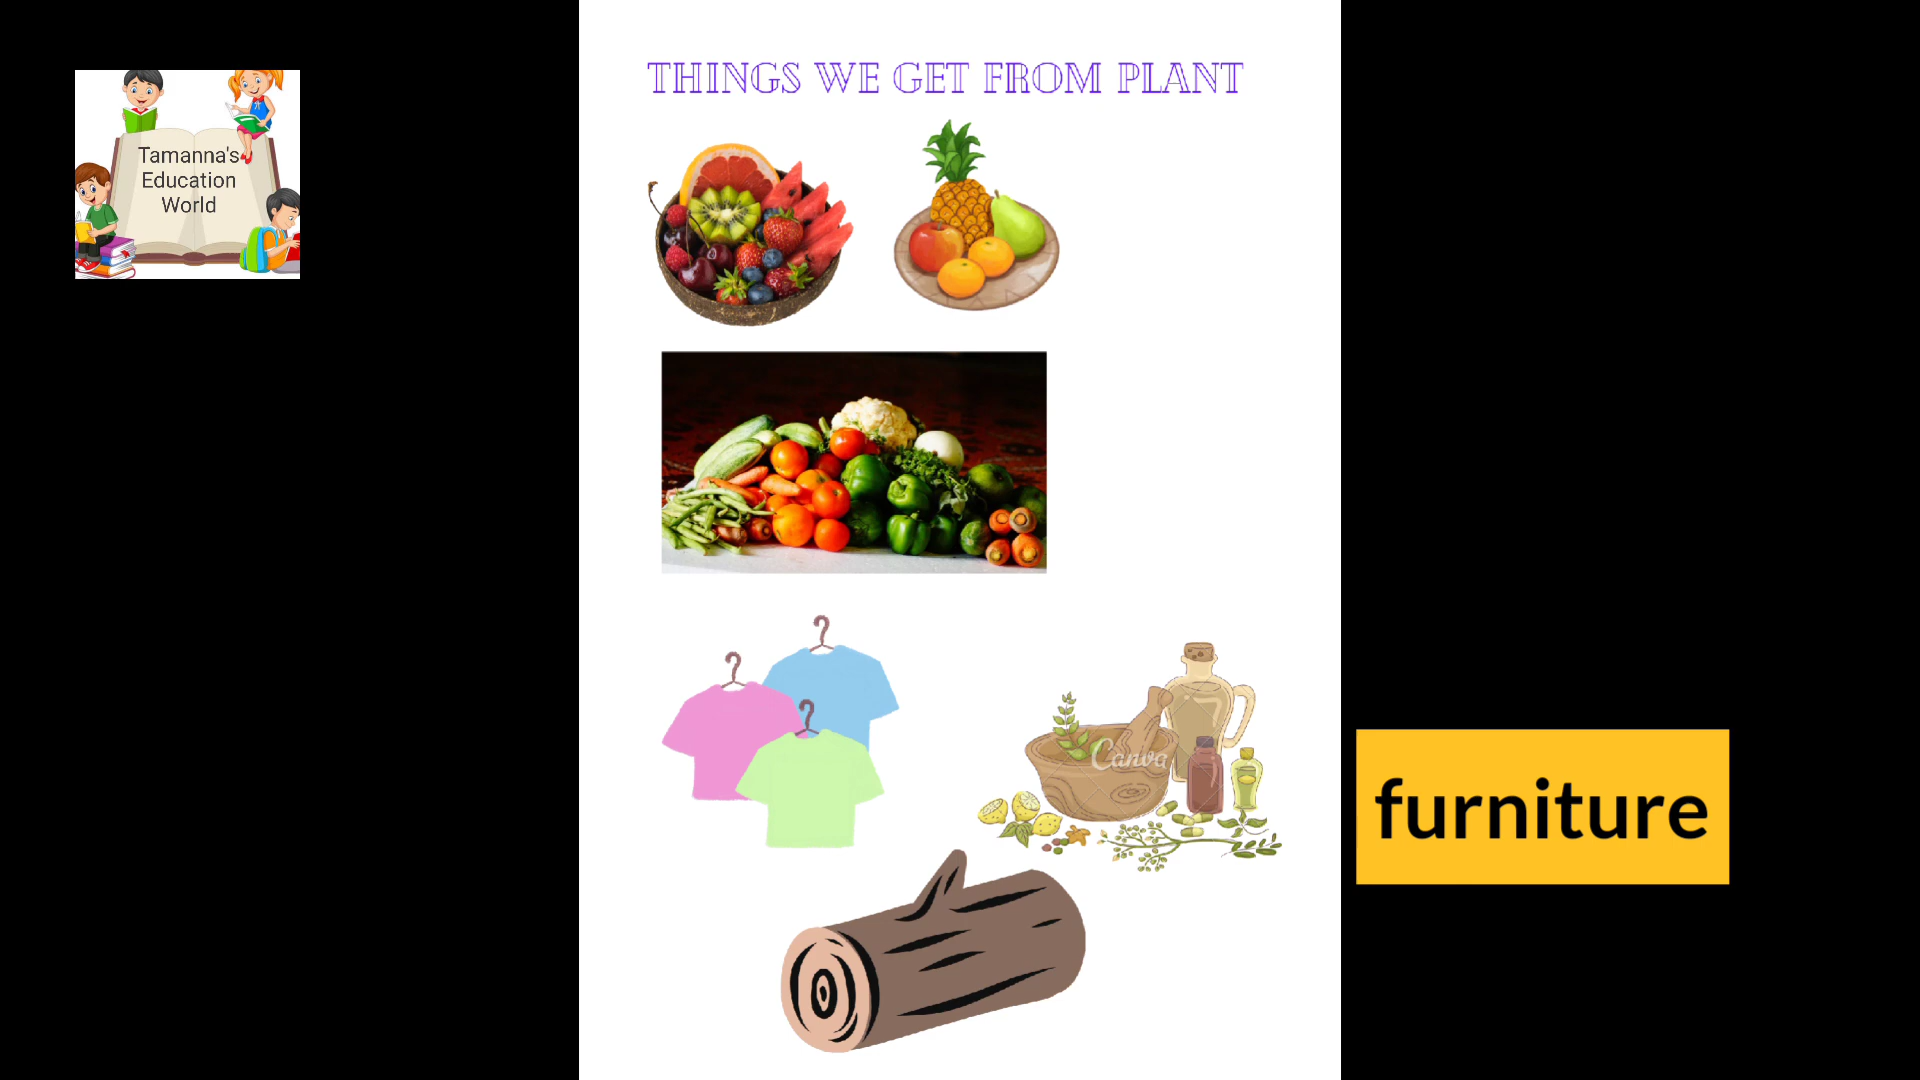 THINGS WE GET FROM PLANT
Tamanna's
Education
World
Canva
furniture